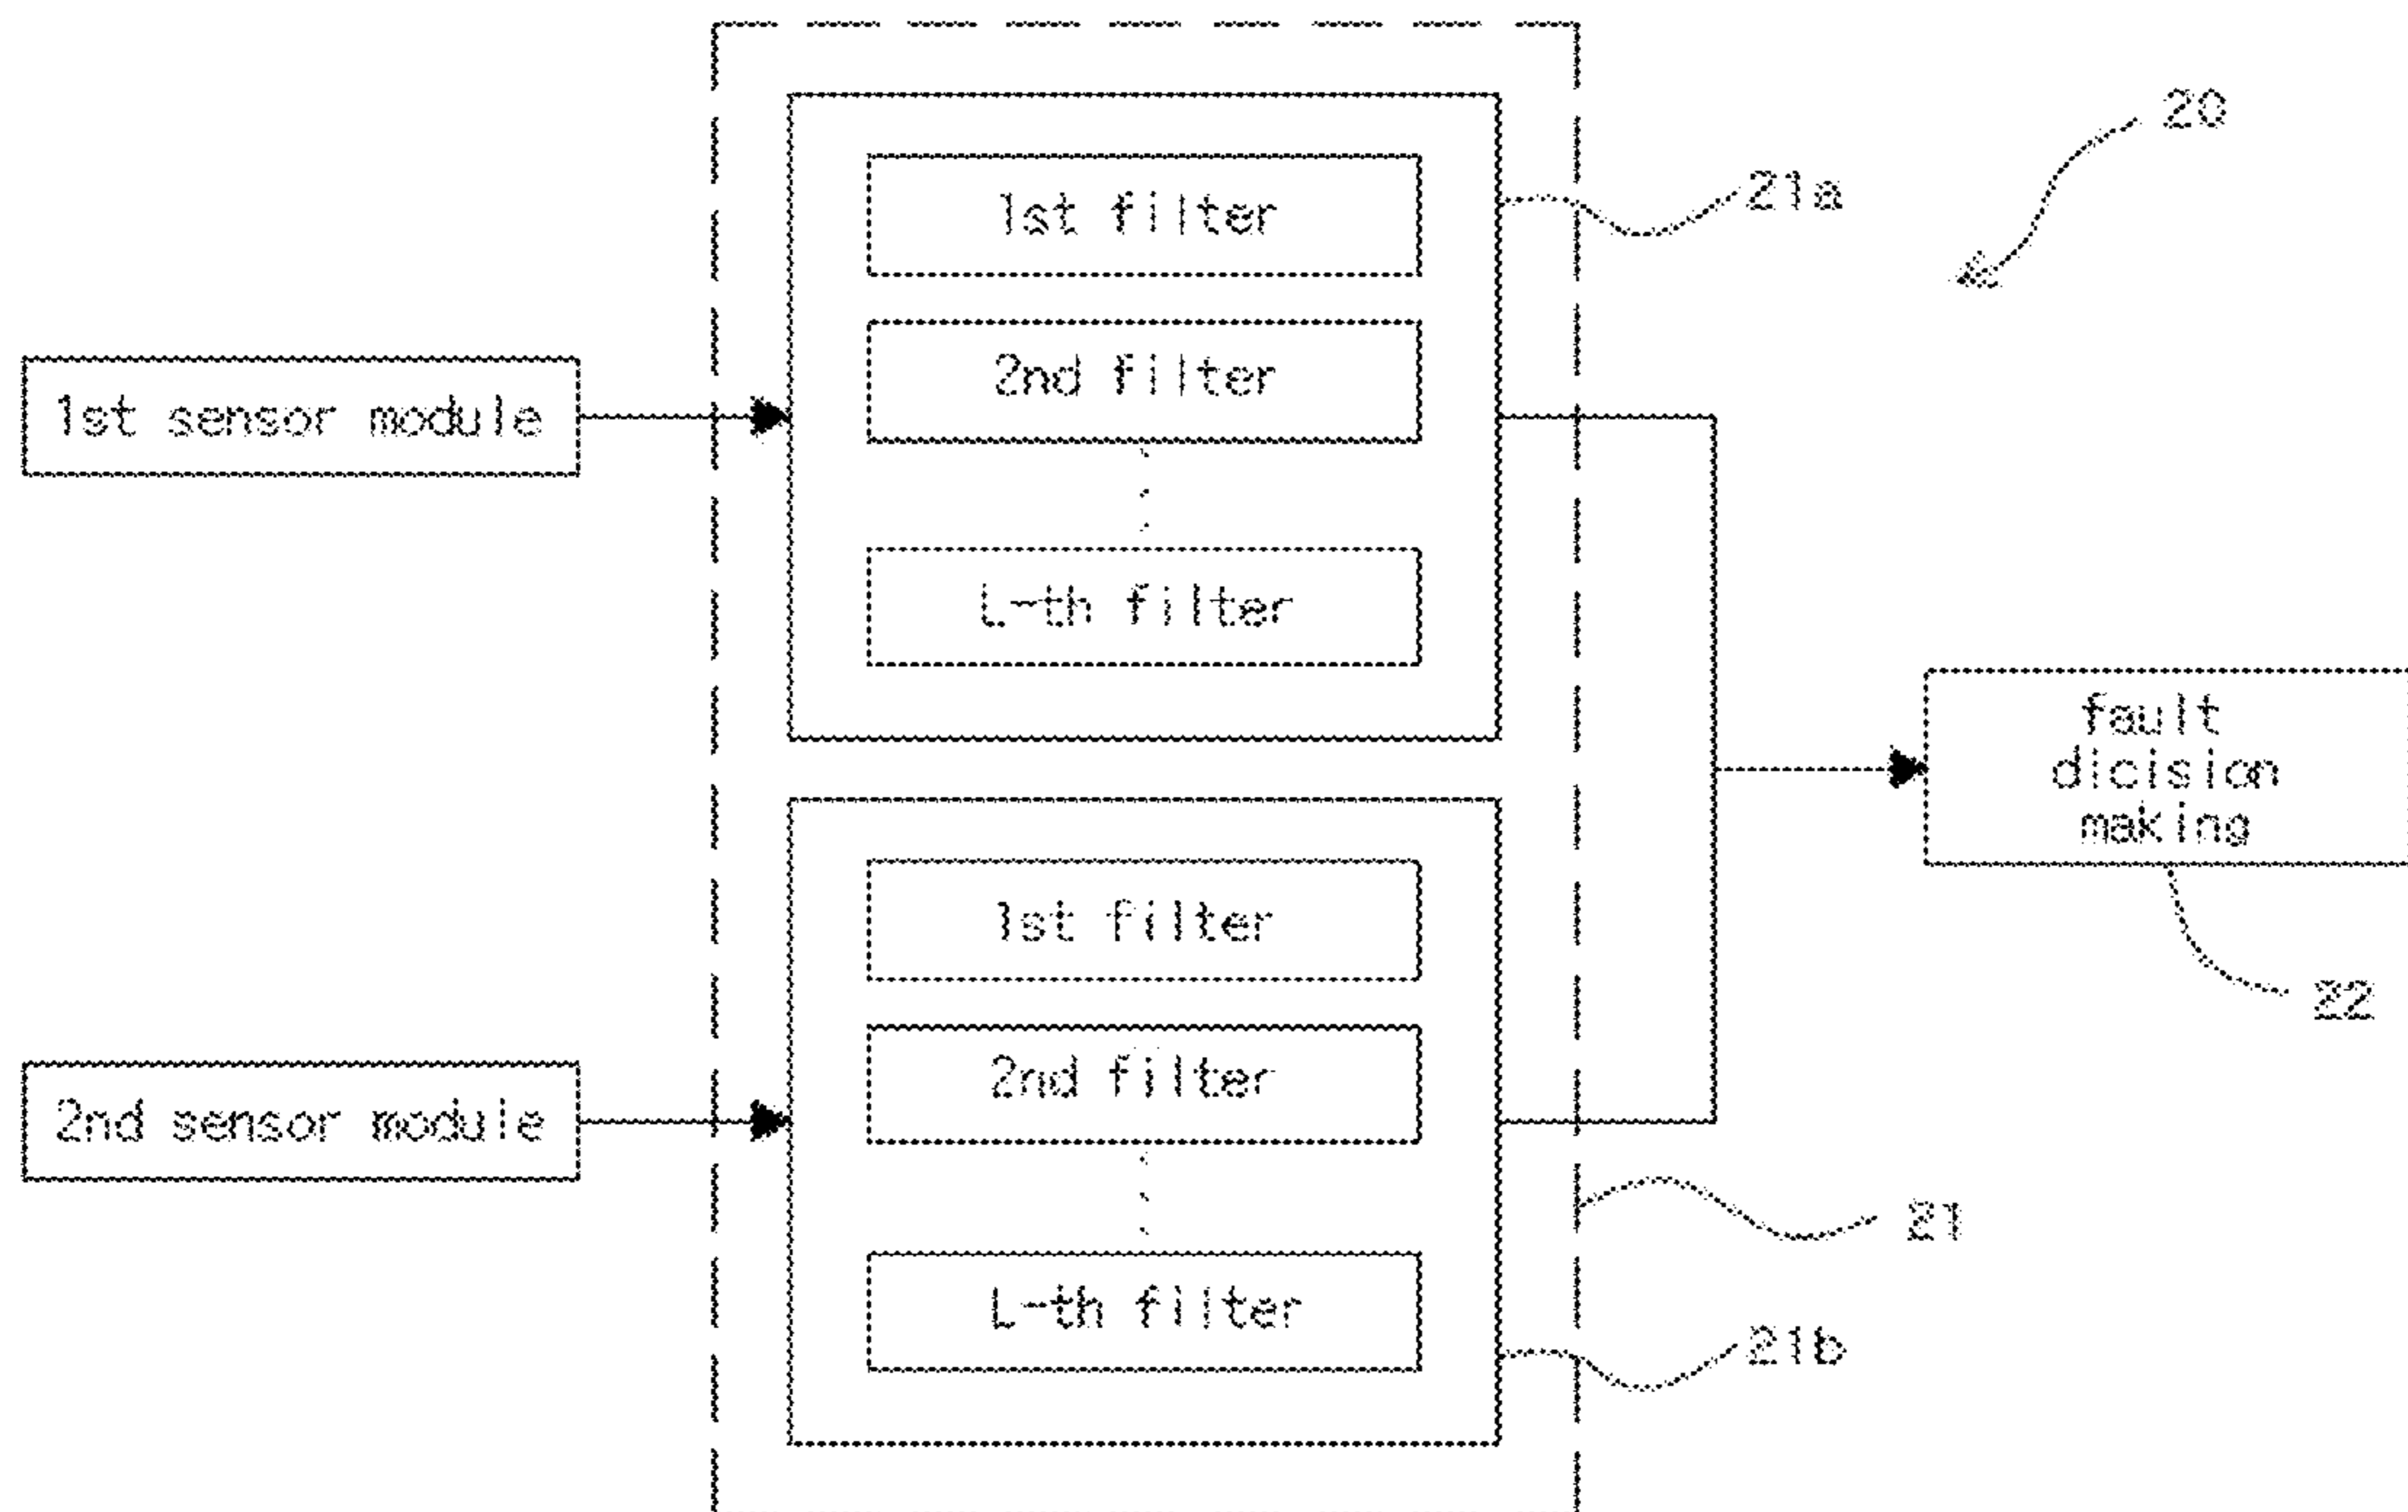 20
21a
1st filter
2nd filter
1st sensor module
L-th filter
fault
dicision
making
1st filter
22
2nd filter
2nd sensor module
21
L-th filter
21b